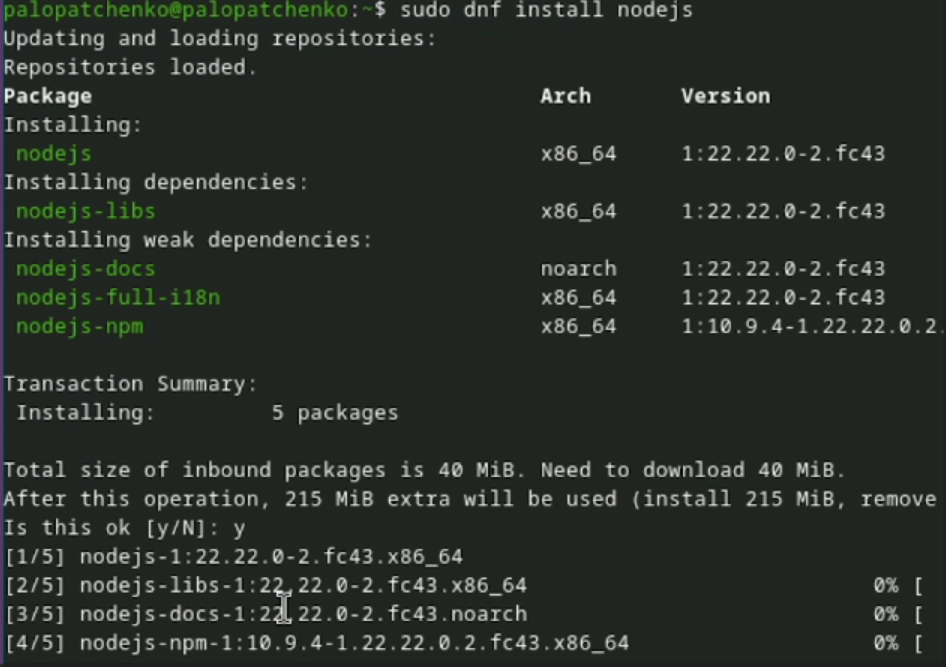 palopatchenko@palopatchenko:~$ sudo dnf install nodejs
Updating and loading repositories:
Repositories loaded.
Package Arch Version
Installing:
nodejs x86_64 1:22.22.0-2.fc43
Installing dependencies:
nodejs-libs x86_64 1:22.22.0-2.fc43
Installing weak dependencies:
nodejs-docs noarch 1:22.22.0-2.fc43
nodejs-full-i18n x86_64 1:22.22.0-2.fc43
nodejs-npm x86_64 1:10.9.4-1.22.22.0.2.
Transaction Summary:
Installing: 5 packages
Total size of inbound packages is 40 MiB. Need to download 40 MiB.
After this operation, 215 MiB extra will be used (install 215 MiB, remove
Is this ok [y/N]: y
[1/5] nodejs-1:22.22.0-2.fc43.x86_64
[2/5] nodejs-libs-1:22.22.0-2.fc43.x86_64 0% [
[3/5] nodejs-docs-1:22.22.0-2.fc43.noarch 0% [
[4/5] nodejs-npm-1:10.9.4-1.22.22.0.2.fc43.x86_64 0% [